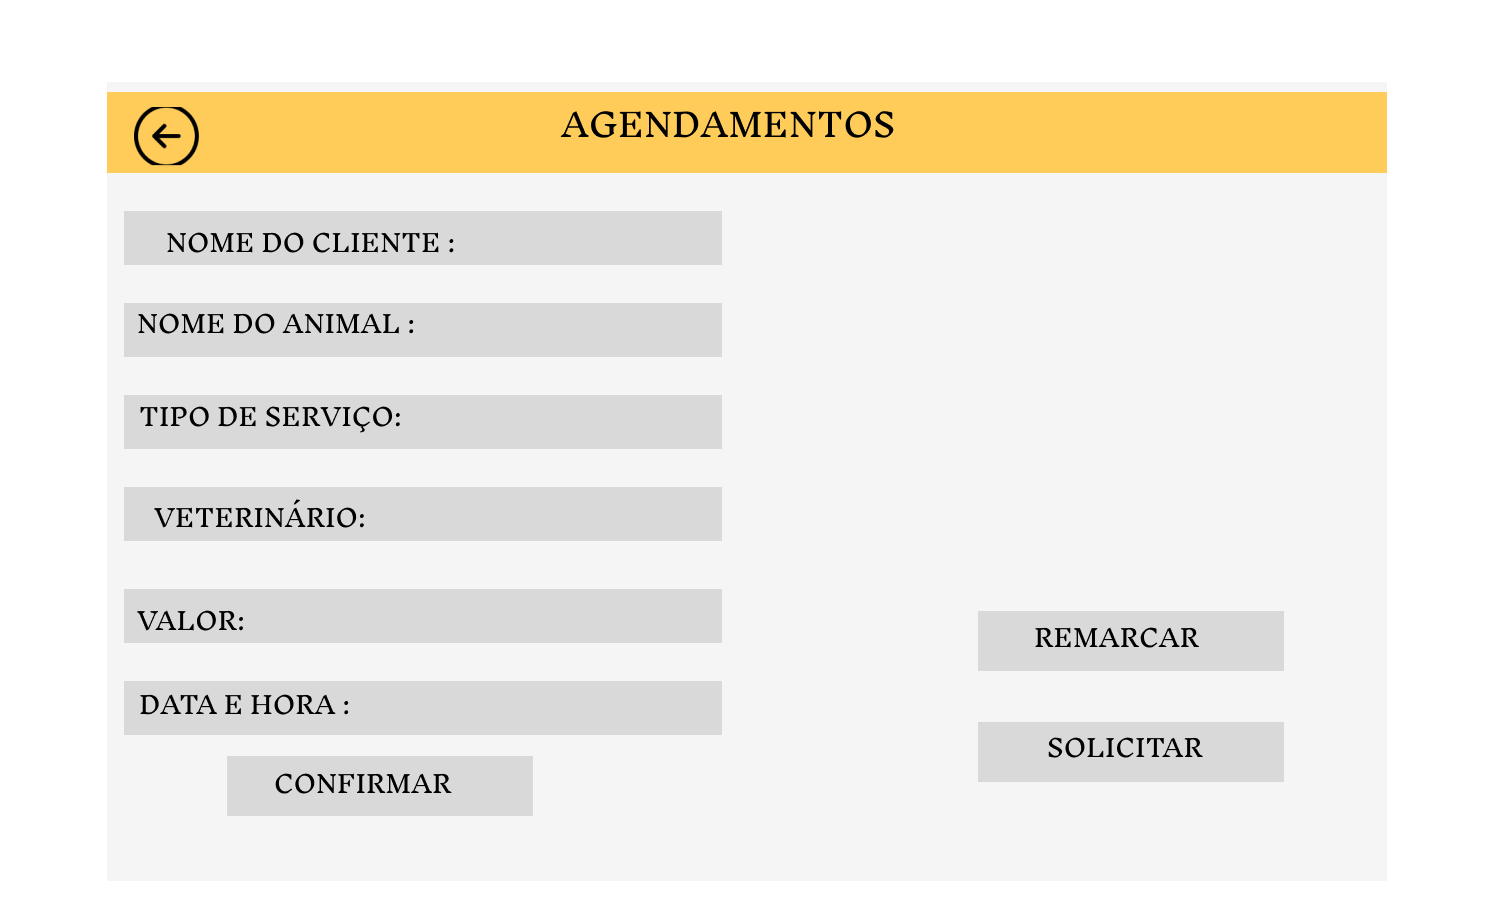 AGENDAMENTOS
NOME DO CLIENTE :
NOME DO ANIMAL :
TIPO DE SERVIÇO:
VETERINÁRIO:
VALOR:
DATA E HORA :
CONFIRMAR
REMARCAR
SOLICITAR